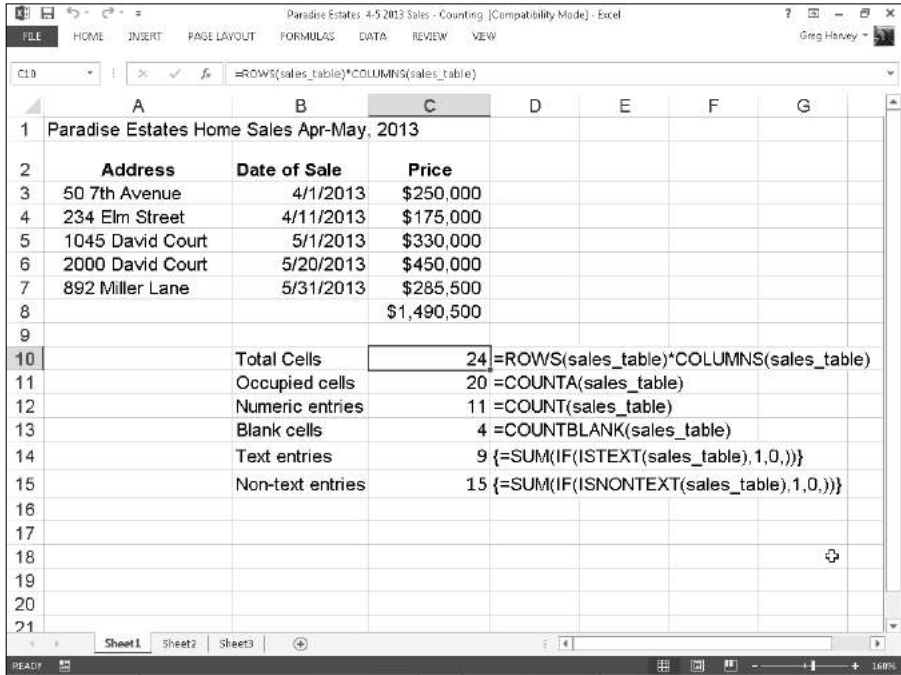 Paradise Estates 4-5 2013 Sales - Counting [Compatibility Mode] - Excel ?
FILE HOME INSERT PAGE LAYOUT FORMULAS DATA REVIEW VIEW Greg Harvey
C10 fx =ROWS(sales_table)*COLUMNS(sales_table)
A B C D E F G
1 Paradise Estates Home Sales Apr-May, 2013
2 Address Date of Sale Price
3 50 7th Avenue 4/1/2013 $250,000
4 234 Elm Street 4/11/2013 $175,000
5 1045 David Court 5/1/2013 $330,000
6 2000 David Court 5/20/2013 $450,000
7 892 Miller Lane 5/31/2013 $285,500
8 $1,490,500
9
10 Total Cells 24 =ROWS(sales_table)*COLUMNS(sales_table)
11 Occupied cells 20 =COUNTA(sales_table)
12 Numeric entries 11 =COUNT(sales_table)
13 Blank cells 4 =COUNTBLANK(sales_table)
14 Text entries 9 {=SUM(IF(ISTEXT(sales_table),1,0,))}
15 Non-text entries 15 {=SUM(IF(ISNONTEXT(sales_table),1,0,))}
16
17
18
19
20
21
Sheet1 Sheet2 Sheet3
READY 160%